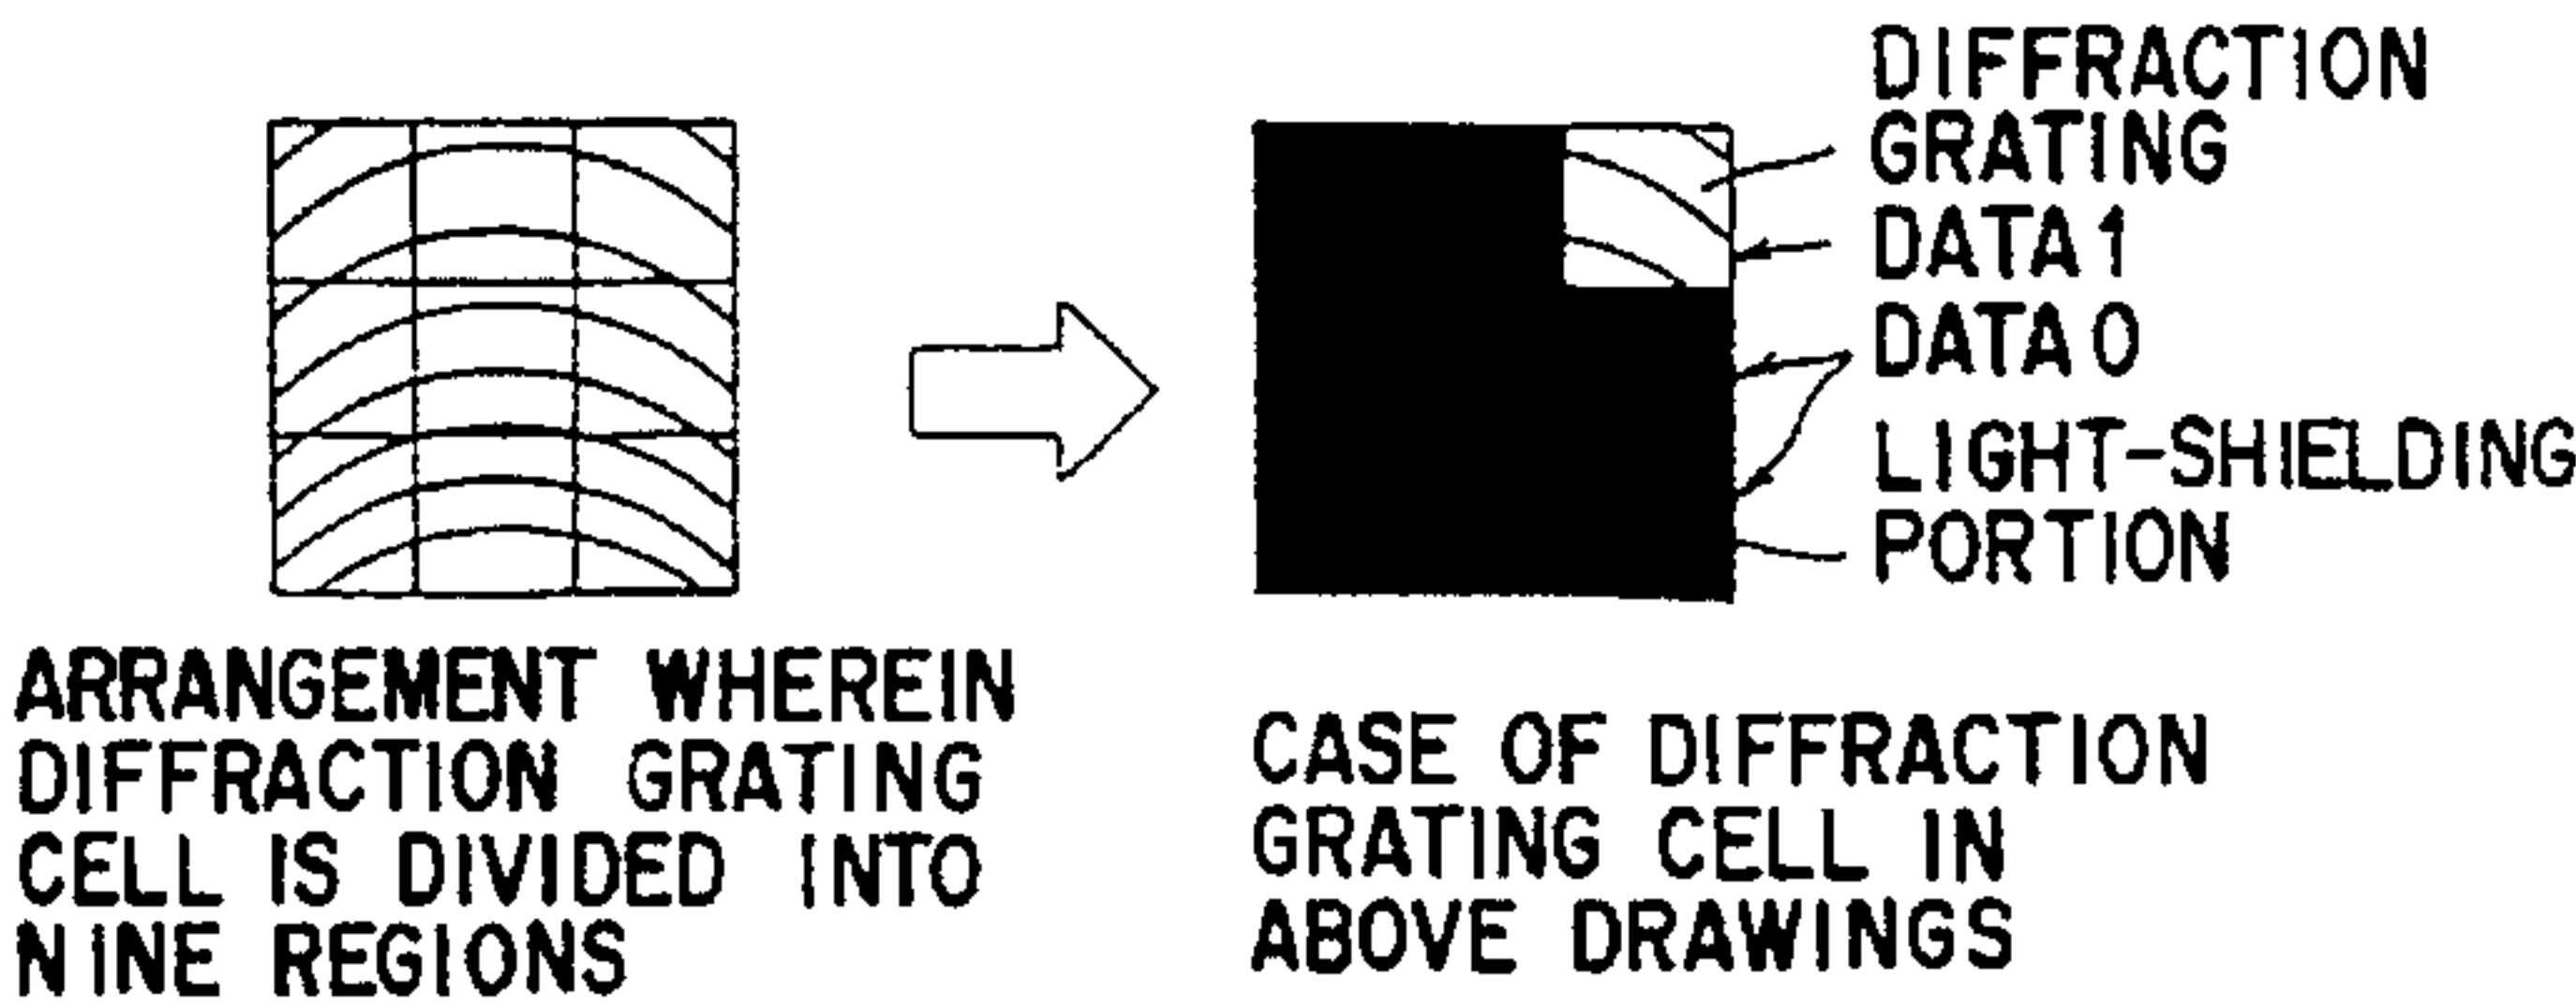 DIFFRACTION
GRATING
DATA 1
DATA 0
LIGHT-SHIELDING
PORTION
ARRANGEMENT WHEREIN
DIFFRACTION GRATING
CELL IS DIVIDED INTO
NINE REGIONS
CASE OF DIFFRACTION
GRATING CELL IN
ABOVE DRAWINGS